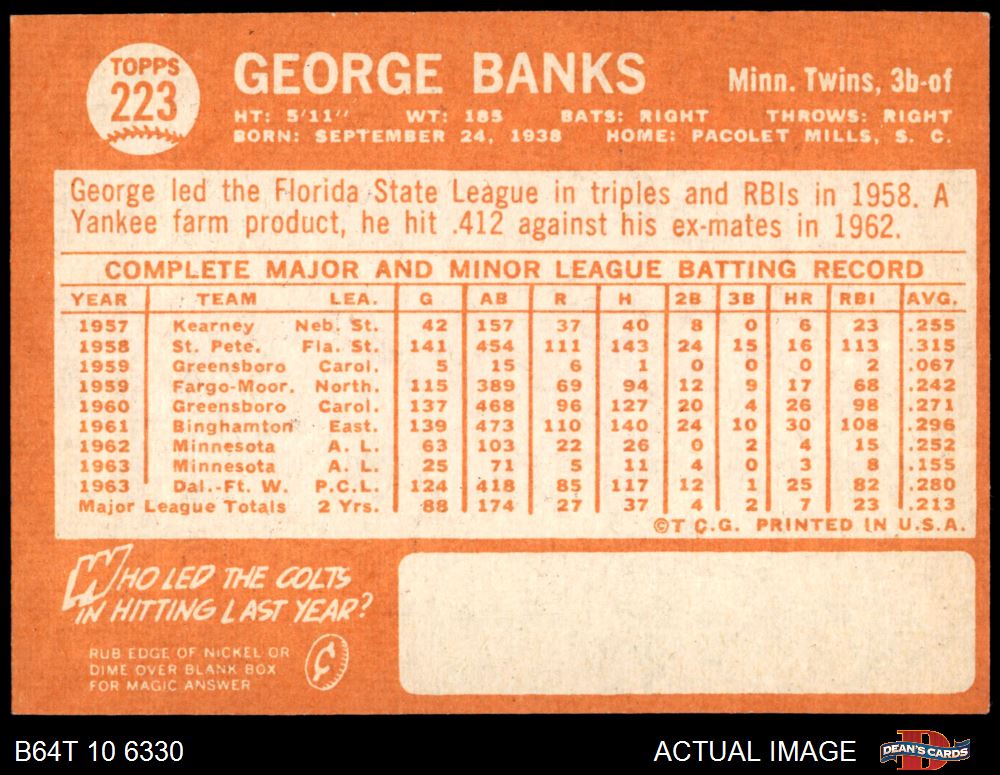 TOPPS
223
GEORGE BANKS
Minn. Twins, 3b-of
HT: 5'11" WT: 185 BATS: RIGHT THROWS: RIGHT
BORN: SEPTEMBER 24, 1938 HOME: PACOLET MILLS, S. C.
George led the Florida State League in triples and RBIs in 1958. A
Yankee farm product, he hit .412 against his ex-mates in 1962.
COMPLETE MAJOR AND MINOR LEAGUE BATTING RECORD
YEAR TEAM LEA. G AB R H 2B 3B HR RBI AVG.
1957 Kearney Neb. St. 42 157 37 40 8 0 6 23 .255
1958 St. Pete. Fla. St. 141 454 111 143 24 15 16 113 .315
1959 Greensboro Carol. 5 15 6 1 0 0 0 2 .067
1959 Fargo-Moor. North. 115 389 69 94 12 9 17 68 .242
1960 Greensboro Carol. 137 468 96 127 20 4 26 98 .271
1961 Binghamton East. 139 473 110 140 24 10 30 108 .296
1962 Minnesota A. L. 63 103 22 26 0 2 4 15 .252
1963 Minnesota A. L. 25 71 5 11 4 0 3 8 .155
1963 Dal.-Ft. W. P.C.L. 124 418 85 117 12 1 25 82 .280
Major League Totals 2 Yrs. 88 174 27 37 4 2 7 23 .213
©T.C.G. PRINTED IN U.S.A.
WHO LED THE COLTS
IN HITTING LAST YEAR?
RUB EDGE OF NICKEL OR
DIME OVER BLANK BOX
FOR MAGIC ANSWER
¢
B64T 10 6330
ACTUAL IMAGE
D
DEAN'S CARDS